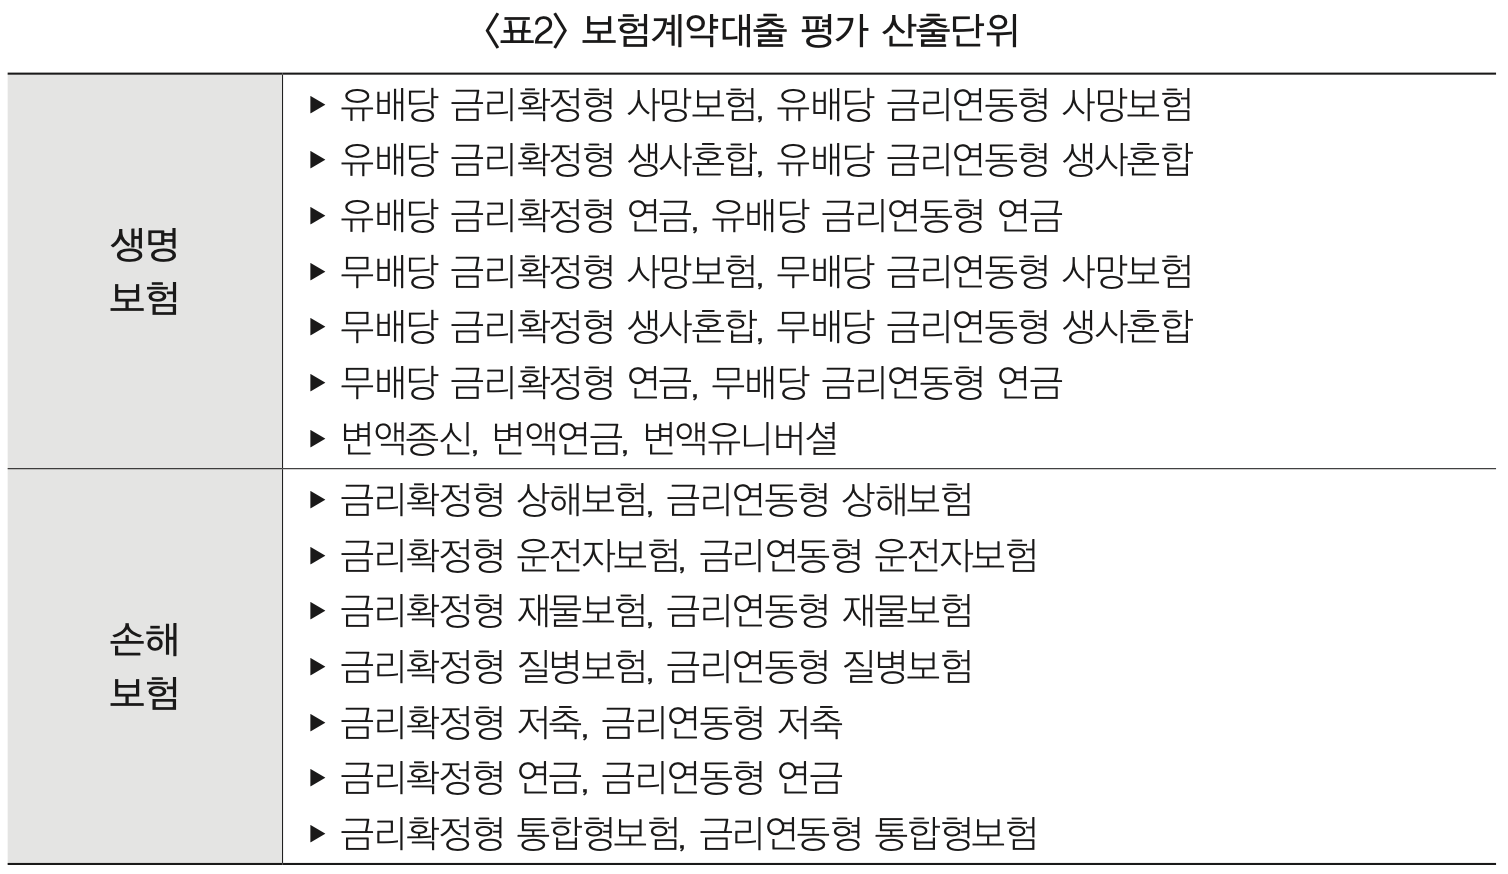 〈표2〉 보험계약대출 평가 산출단위
생명
보험
▶ 유배당 금리확정형 사망보험, 유배당 금리연동형 사망보험
▶ 유배당 금리확정형 생사혼합, 유배당 금리연동형 생사혼합
▶ 유배당 금리확정형 연금, 유배당 금리연동형 연금
▶ 무배당 금리확정형 사망보험, 무배당 금리연동형 사망보험
▶ 무배당 금리확정형 생사혼합, 무배당 금리연동형 생사혼합
▶ 무배당 금리확정형 연금, 무배당 금리연동형 연금
▶ 변액종신, 변액연금, 변액유니버셜
손해
보험
▶ 금리확정형 상해보험, 금리연동형 상해보험
▶ 금리확정형 운전자보험, 금리연동형 운전자보험
▶ 금리확정형 재물보험, 금리연동형 재물보험
▶ 금리확정형 질병보험, 금리연동형 질병보험
▶ 금리확정형 저축, 금리연동형 저축
▶ 금리확정형 연금, 금리연동형 연금
▶ 금리확정형 통합형보험, 금리연동형 통합형보험